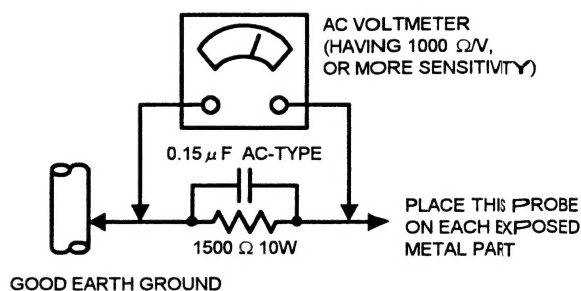 AC VOLTMETER
(HAVING 1000 Ω/V,
OR MORE SENSITIVITY)
0.15 μF AC-TYPE
1500 Ω 10W
PLACE THIS PROBE
ON EACH EXPOSED
METAL PART
GOOD EARTH GROUND